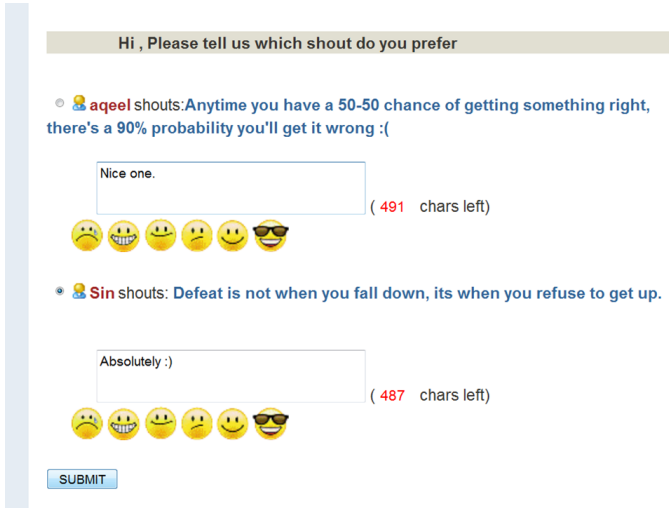 Hi , Please tell us which shout do you prefer
aqeel shouts:Anytime you have a 50-50 chance of getting something right,
there's a 90% probability you'll get it wrong :(
Nice one.
( 491 chars left)
Sin shouts: Defeat is not when you fall down, its when you refuse to get up.
Absolutely :)
( 487 chars left)
SUBMIT